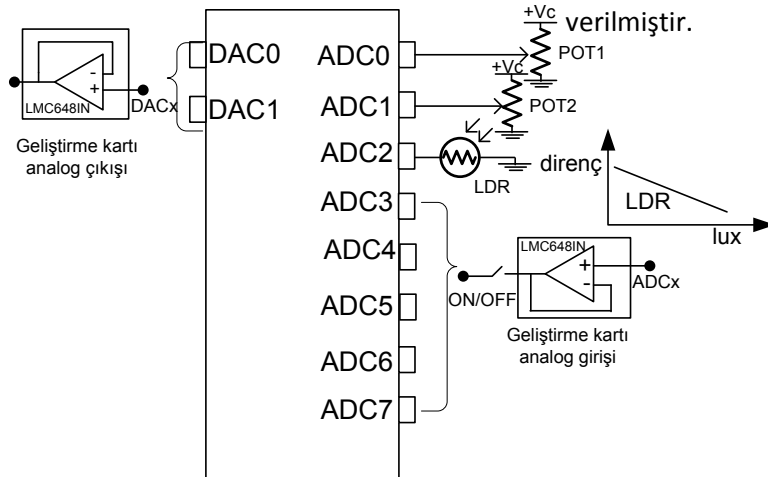 +Vc verilmiştir.
DAC0
ADC0
POT1
+Vc
LMC648IN
DACx
DAC1
ADC1
POT2
Geliştirme kartı
analog çıkışı
ADC2
LDR
direnç
LDR
lux
ADC3
ADC4
LMC648IN
ADCx
ON/OFF
ADC5
Geliştirme kartı
analog girişi
ADC6
ADC7